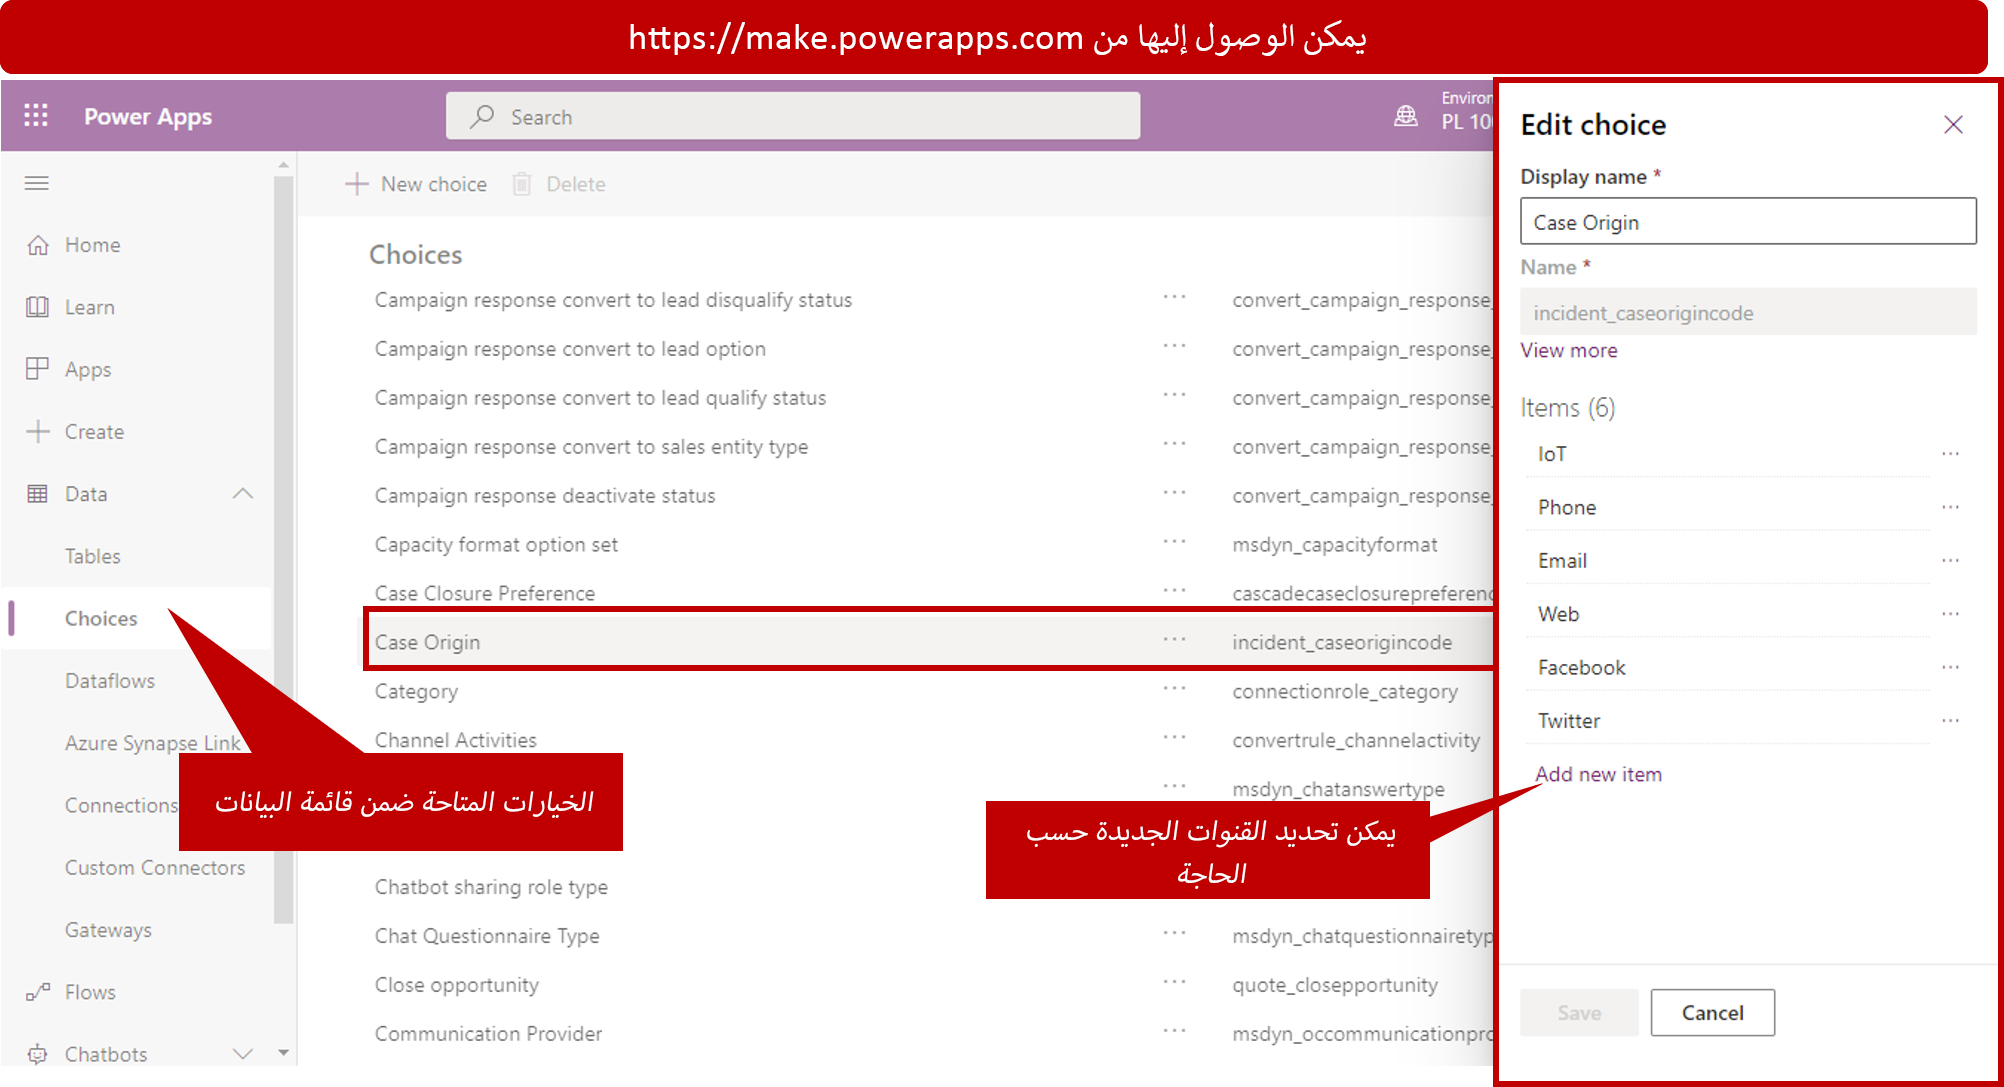 يمكن الوصول إليها من https://make.powerapps.com
Power Apps
Search
Environ
PL 10
New choice
Delete
Home
Learn
Apps
Create
Data
Tables
Choices
Dataflows
Azure Synapse Link
Connections
Custom Connectors
Gateways
Flows
Chatbots
Choices
Campaign response convert to lead disqualify status ... convert_campaign_response_
Campaign response convert to lead option ... convert_campaign_response_
Campaign response convert to lead qualify status ... convert_campaign_response_
Campaign response convert to sales entity type ... convert_campaign_response_
Campaign response deactivate status ... convert_campaign_response_
Capacity format option set ... msdyn_capacityformat
Case Closure Preference ... cascadecaseclosurepreferenc
Case Origin ... incident_caseorigincode
Category ... connectionrole_category
Channel Activities ... convertrule_channelactivity
... msdyn_chatanswertype
Chatbot sharing role type
Chat Questionnaire Type ... msdyn_chatquestionnairetyp
Close opportunity ... quote_closepportunity
Communication Provider ... msdyn_occommunicationpro
الخيارات المتاحة ضمن قائمة البيانات
يمكن تحديد القنوات الجديدة حسب
الحاجة
Edit choice
Display name *
Case Origin
Name *
incident_caseorigincode
View more
Items (6)
IoT ...
Phone ...
Email ...
Web ...
Facebook ...
Twitter ...
Add new item
Save
Cancel